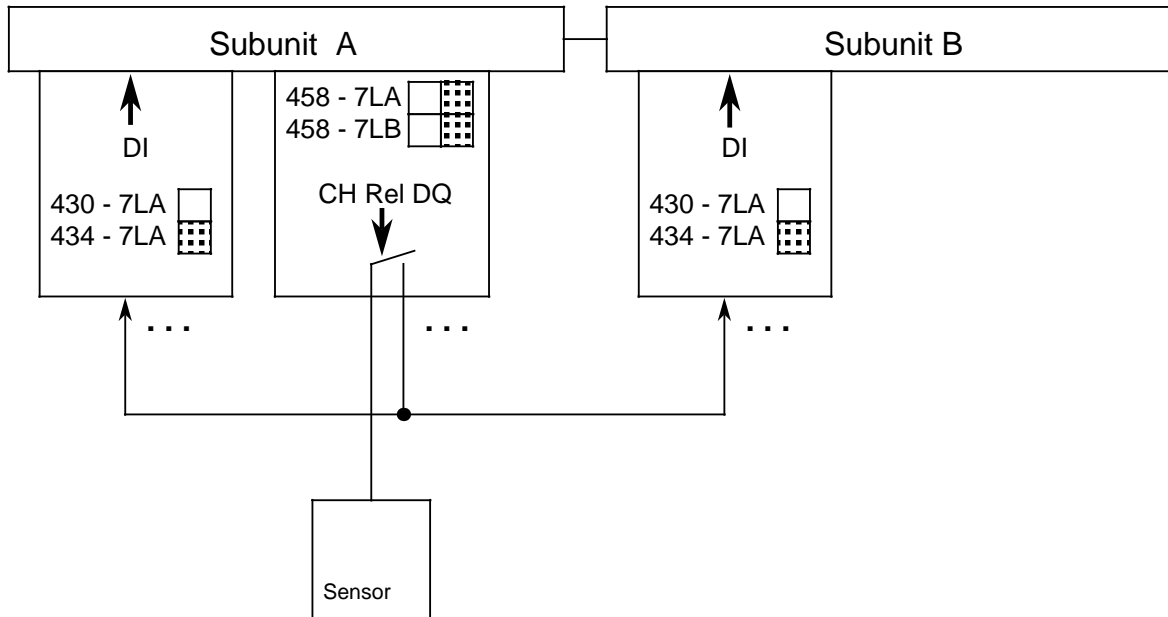 Subunit A
Subunit B
DI
430 - 7LA
434 - 7LA
. . .
458 - 7LA
458 - 7LB
CH Rel DQ
. . .
DI
430 - 7LA
434 - 7LA
. . .
Sensor